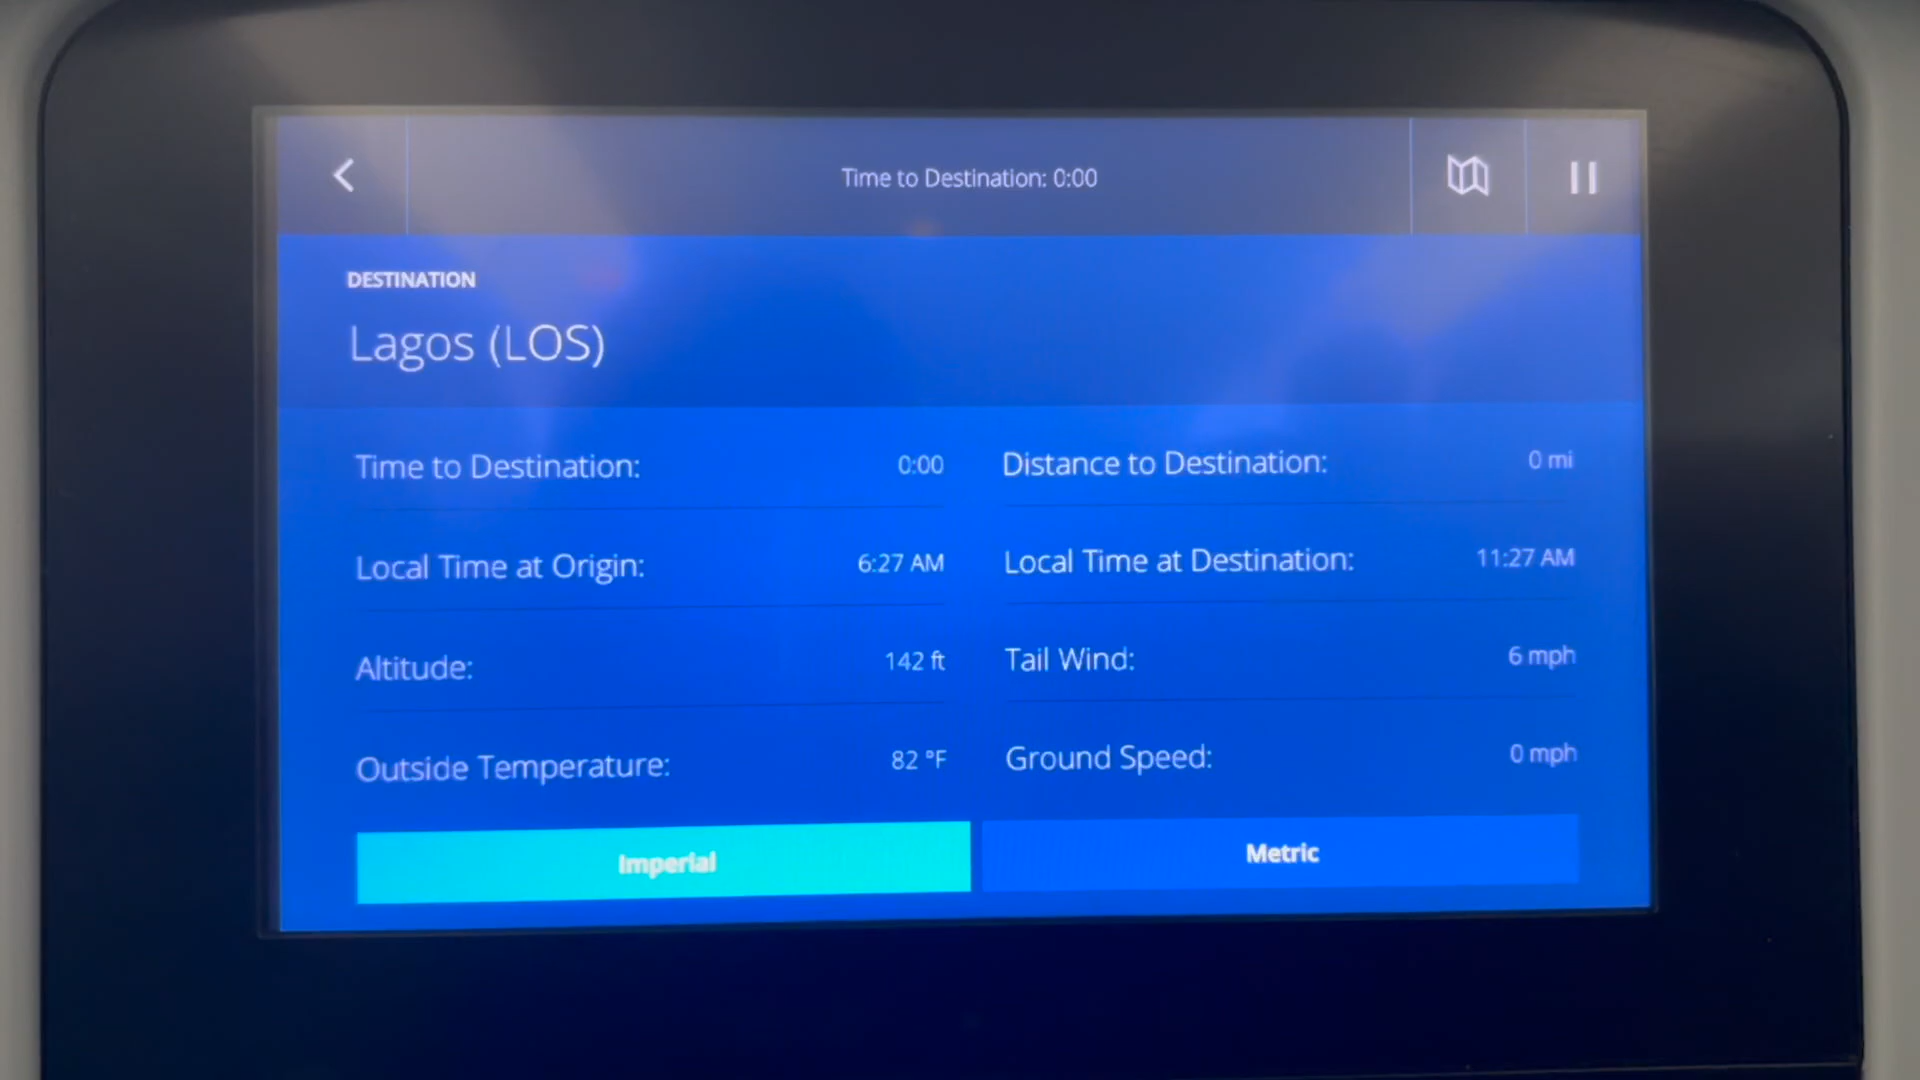 Time to Destination: 0:00
DESTINATION
Lagos (LOS)
Time to Destination: 0:00
Distance to Destination: 0 mi
Local Time at Origin: 6:27 AM
Local Time at Destination: 11:27 AM
Altitude: 142 ft
Tail Wind: 6 mph
Outside Temperature: 82 °F
Ground Speed: 0 mph
Imperial
Metric